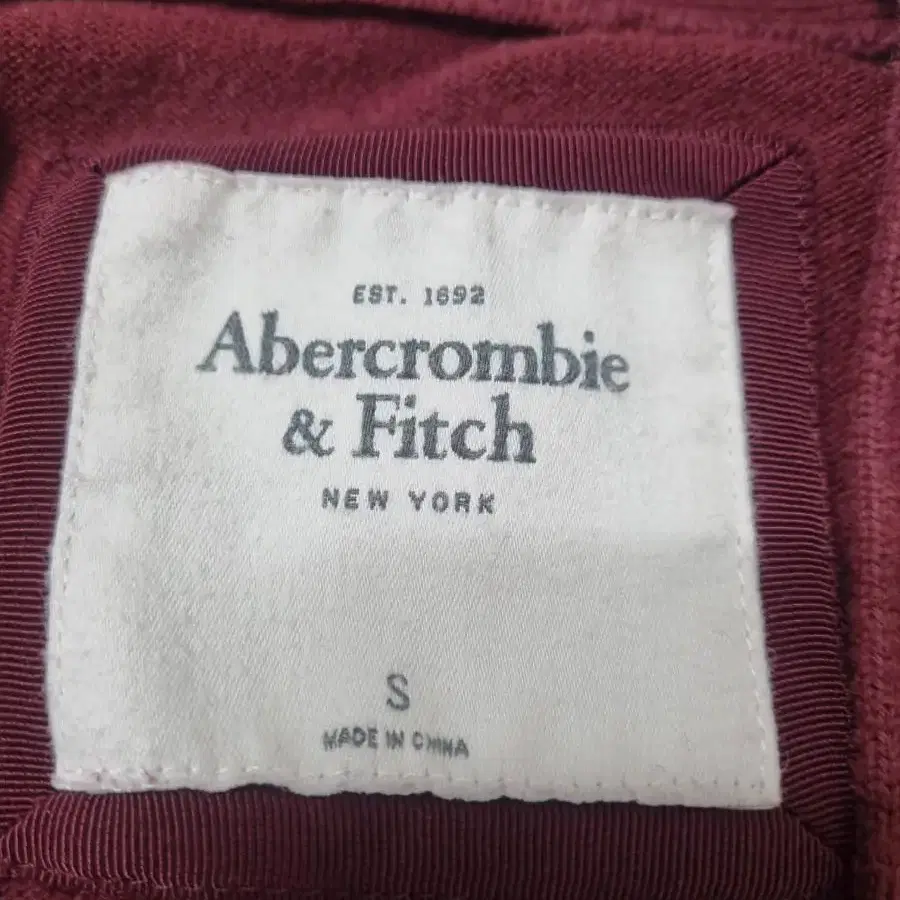 EST. 1892
Abercrombie
& Fitch
NEW YORK
S
MADE IN CHINA